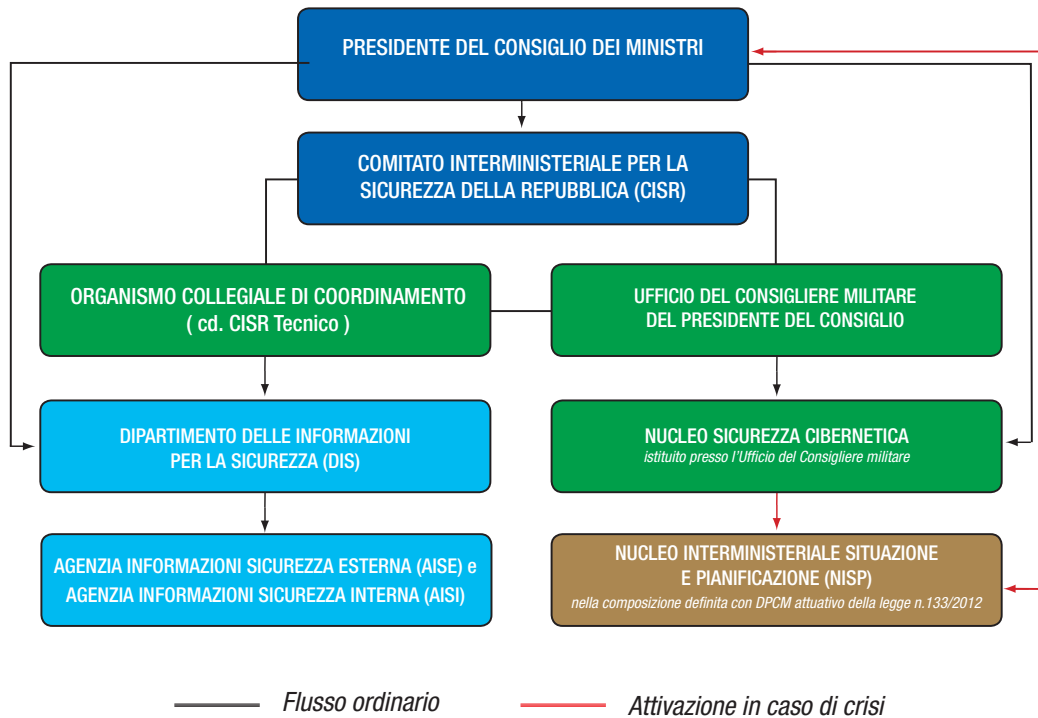 PRESIDENTE DEL CONSIGLIO DEI MINISTRI
COMITATO INTERMINISTERIALE PER LA
SICUREZZA DELLA REPUBBLICA (CISR)
ORGANISMO COLLEGIALE DI COORDINAMENTO
( cd. CISR Tecnico )
UFFICIO DEL CONSIGLIERE MILITARE
DEL PRESIDENTE DEL CONSIGLIO
DIPARTIMENTO DELLE INFORMAZIONI
PER LA SICUREZZA (DIS)
NUCLEO SICUREZZA CIBERNETICA
istituito presso l'Ufficio del Consigliere militare
AGENZIA INFORMAZIONI SICUREZZA ESTERNA (AISE) e
AGENZIA INFORMAZIONI SICUREZZA INTERNA (AISI)
NUCLEO INTERMINISTERIALE SITUAZIONE
E PIANIFICAZIONE (NISP)
nella composizione definita con DPCM attuativo della legge n.133/2012
Flusso ordinario
Attivazione in caso di crisi